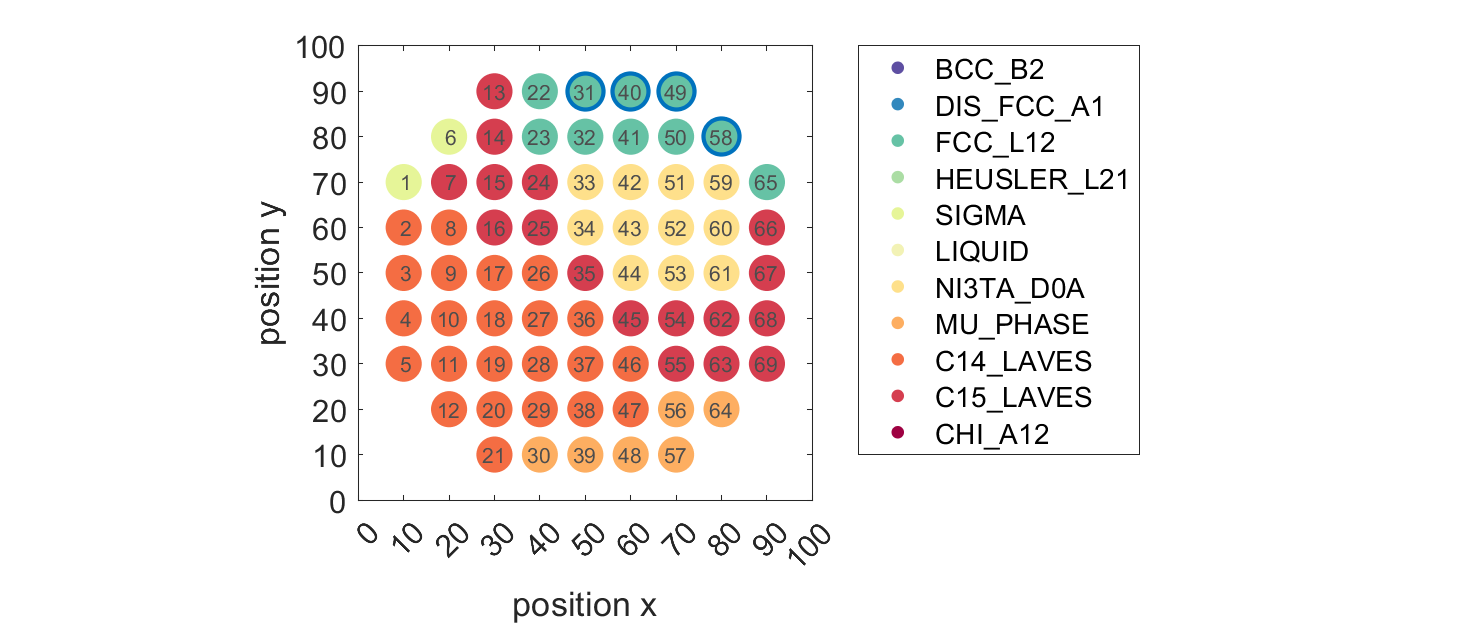 100
90
80
70
60
50
40
30
20
10
0
position y
13 22 31 40 49
6 14 23 32 41 50 58
1 7 15 24 33 42 51 59 65
2 8 16 25 34 43 52 60 66
3 9 17 26 35 44 53 61 67
4 10 18 27 36 45 54 62 68
5 11 19 28 37 46 55 63 69
12 20 29 38 47 56 64
21 30 39 48 57
0 10 20 30 40 50 60 70 80 90 100
position x
BCC_B2
DIS_FCC_A1
FCC_L12
HEUSLER_L21
SIGMA
LIQUID
NI3TA_D0A
MU_PHASE
C14_LAVES
C15_LAVES
CHI_A12